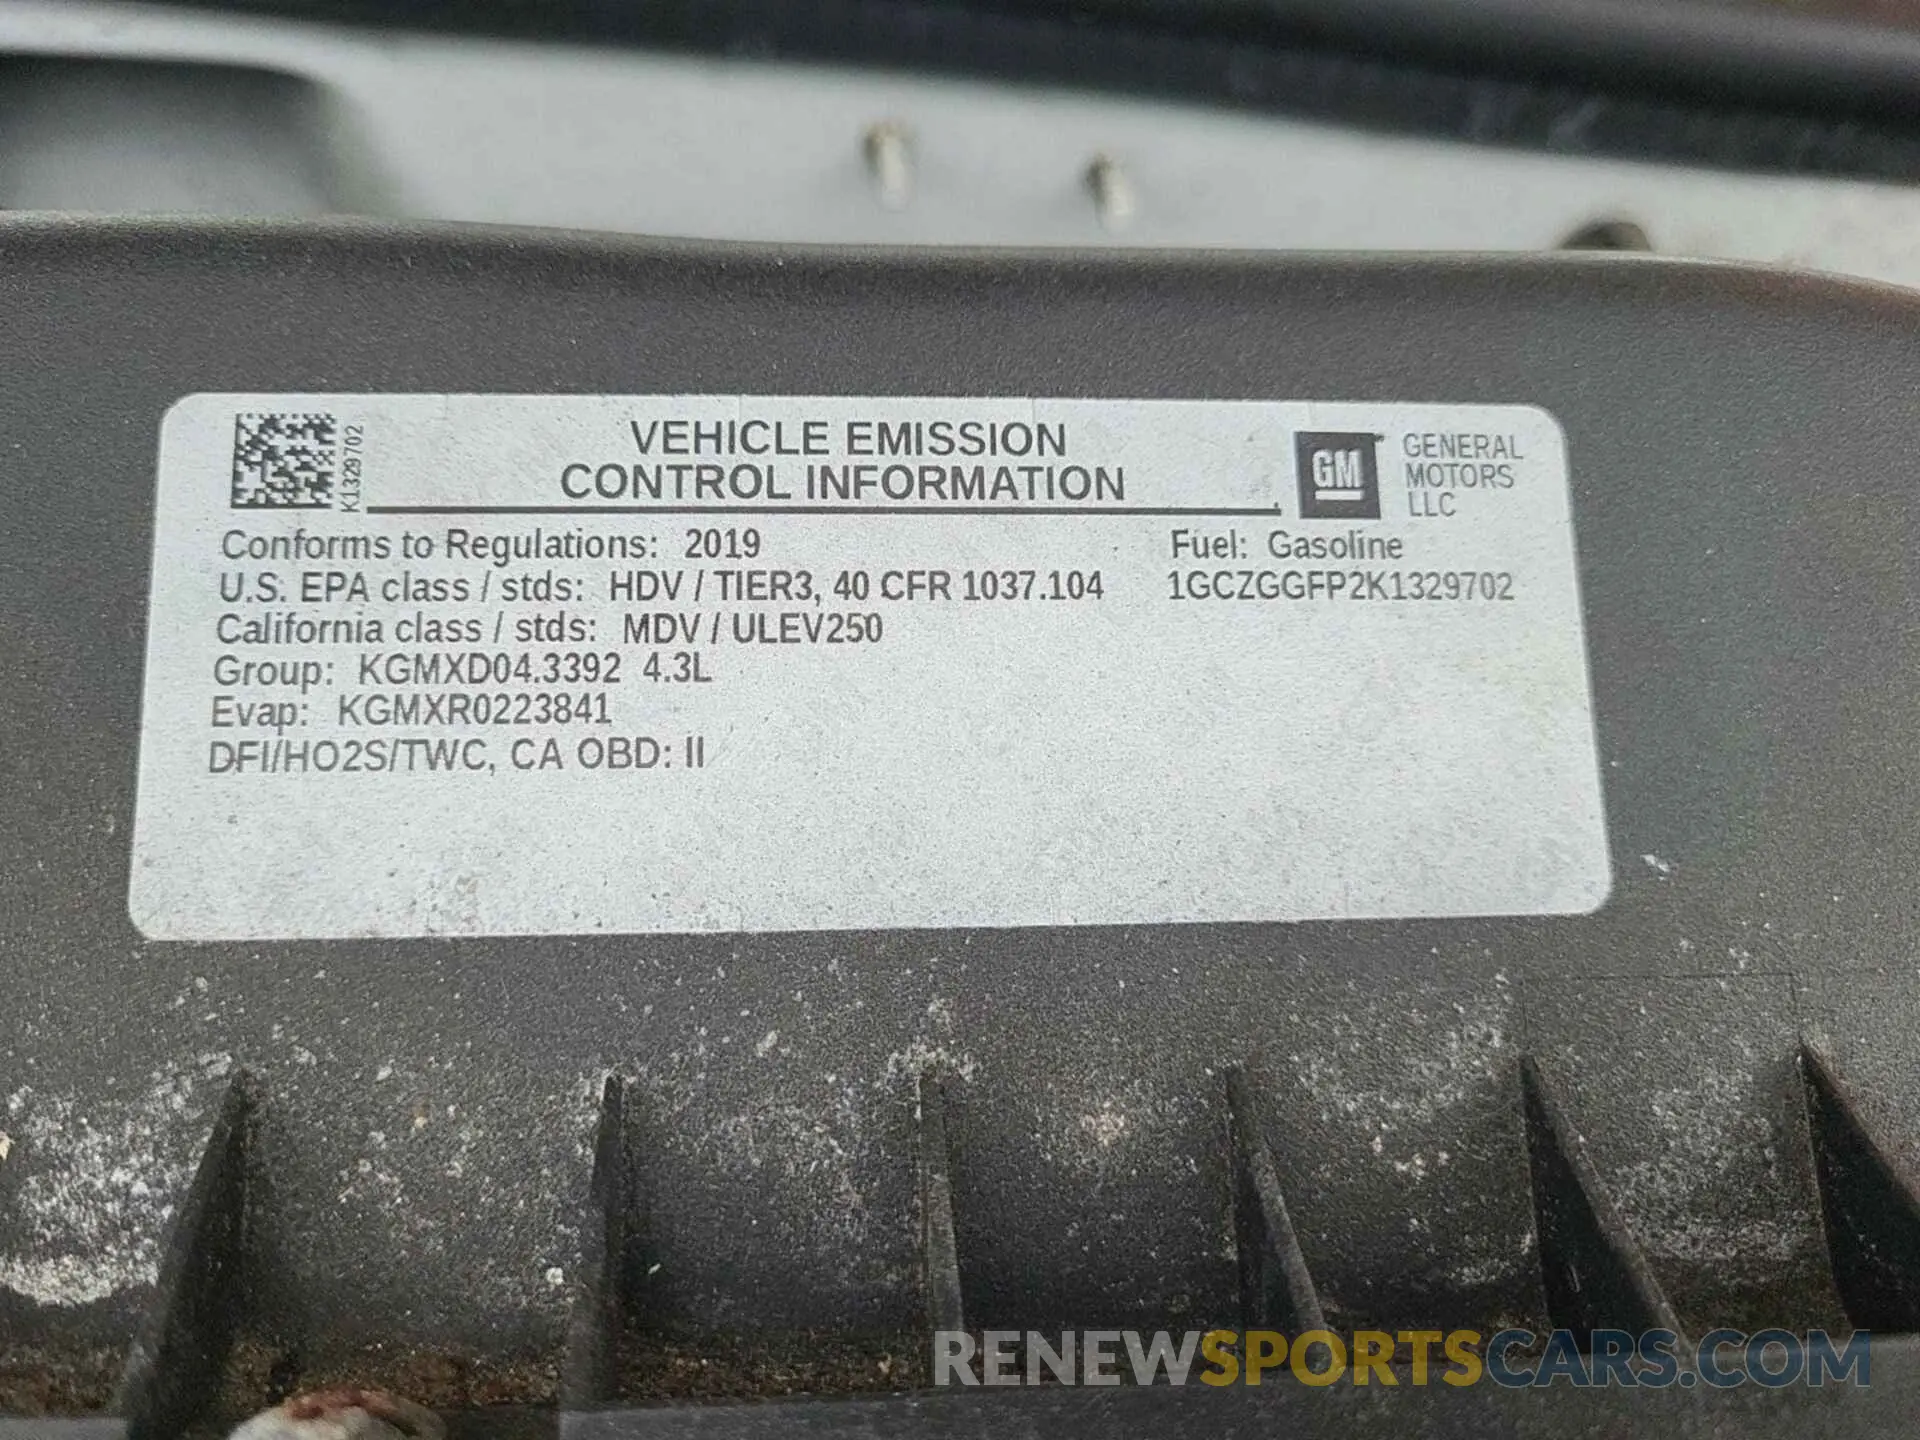 K1329702
VEHICLE EMISSION
CONTROL INFORMATION
GM
GENERAL
MOTORS
LLC
Conforms to Regulations: 2019
Fuel: Gasoline
U.S. EPA class / stds: HDV / TIER3, 40 CFR 1037.104
1GCZGGFP2K1329702
California class / stds: MDV / ULEV250
Group: KGMXD04.3392 4.3L
Evap: KGMXR0223841
DFI/HO2S/TWC, CA OBD: II
RENEWSPORTSCARS.COM